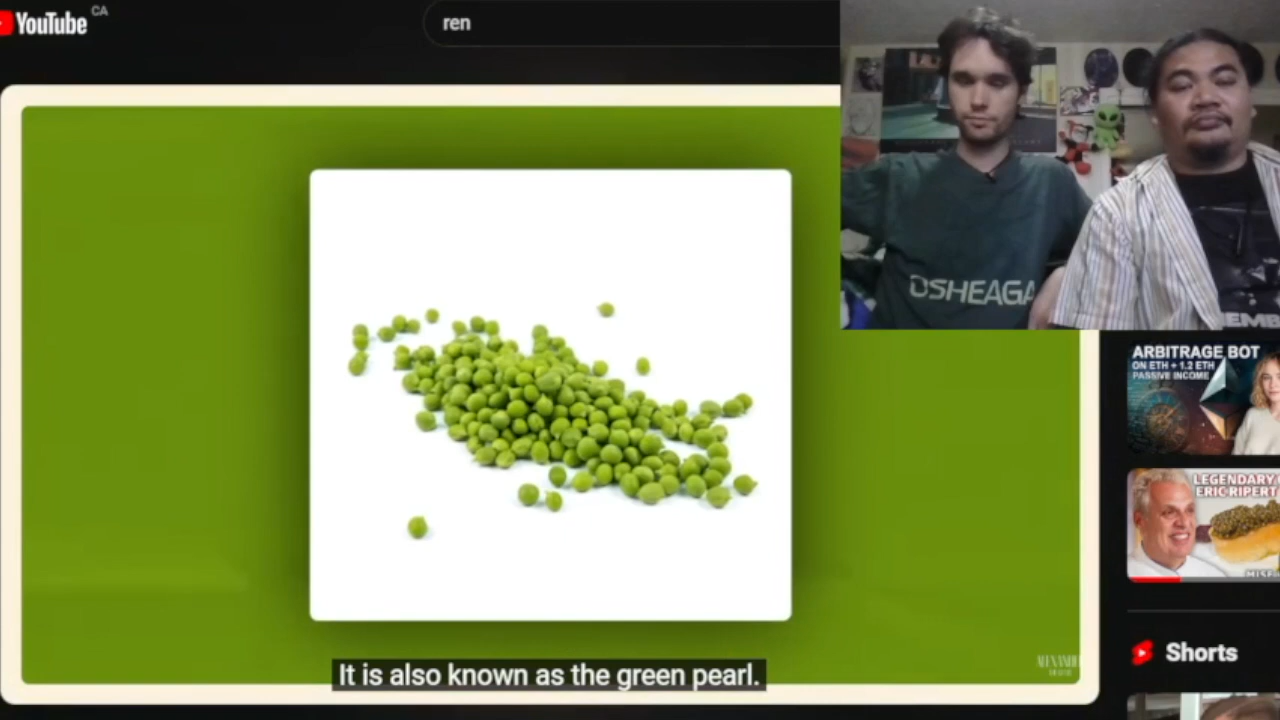 YouTube
CA
ren
OSHEAGA
ARBITRAGE BOT
ON ETH + 1.2 ETH
PASSIVE INCOME
LEGENDARY
ERIC RIPERT
Shorts
It is also known as the green pearl.